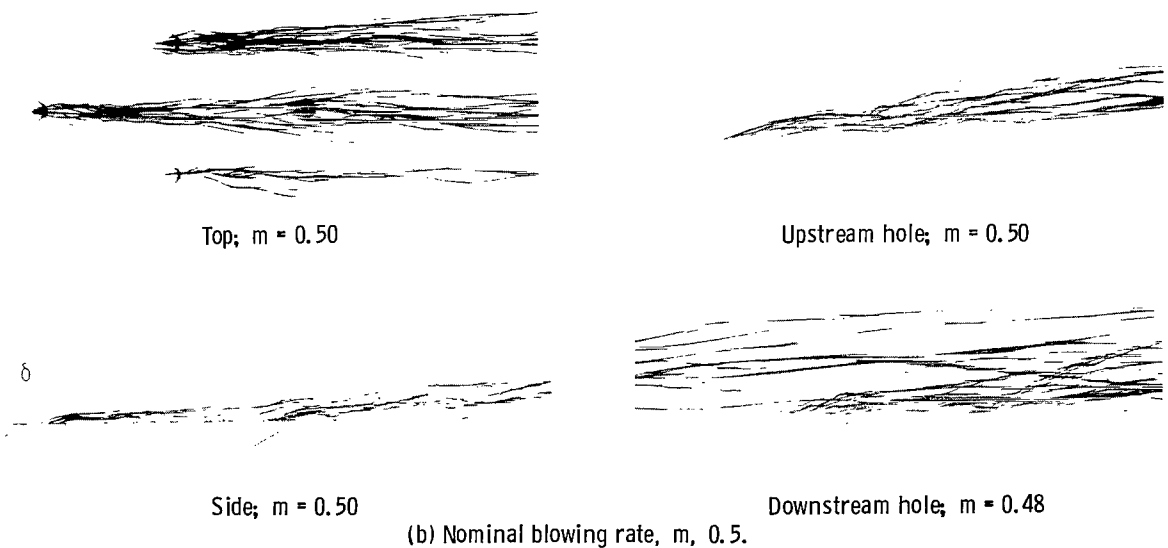 Top; m = 0.50
Upstream hole; m = 0.50
δ
Side; m = 0.50
Downstream hole; m = 0.48
(b) Nominal blowing rate, m, 0.5.